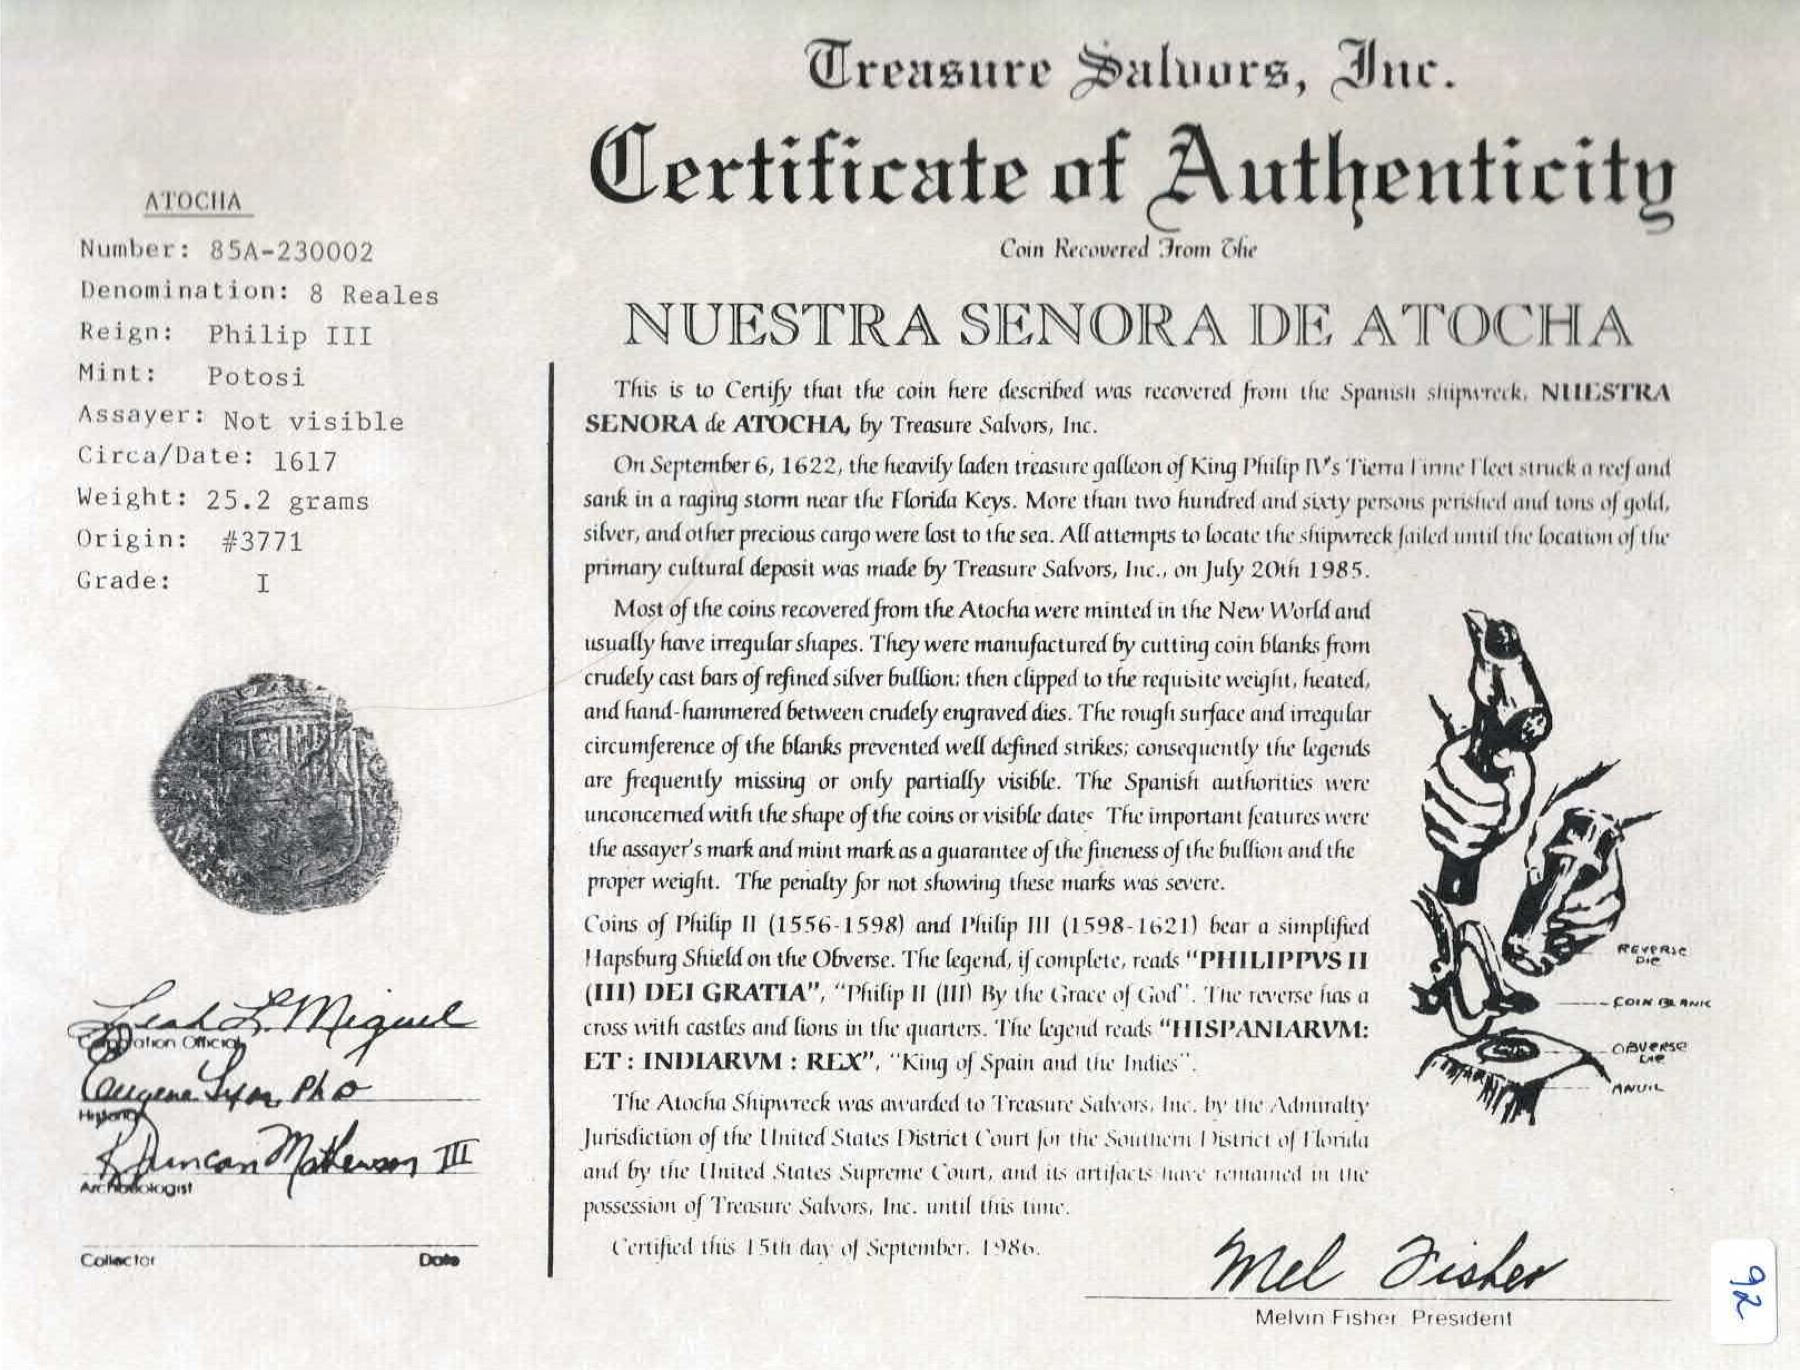 Treasure Salvors, Inc.
Certificate of Authenticity
Coin Recovered From The
NUESTRA SENORA DE ATOCHA
ATOCHA
Number: 85A-230002
Denomination: 8 Reales
Reign: Philip III
Mint: Potosi
Assayer: Not visible
Circa/Date: 1617
Weight: 25.2 grams
Origin: #3771
Grade: I
Leah L. Miguel
Corporation Official
Eugene Lyon, PhD
Historian
R Duncan Mathewson III
Archaeologist
Collector Date
This is to Certify that the coin here described was recovered from the Spanish shipwreck, NUESTRA
SENORA de ATOCHA, by Treasure Salvors, Inc.
On September 6, 1622, the heavily laden treasure galleon of King Philip IV's Tierra Firme Fleet struck a reef and
sank in a raging storm near the Florida Keys. More than two hundred and sixty persons perished and tons of gold,
silver, and other precious cargo were lost to the sea. All attempts to locate the shipwreck failed until the location of the
primary cultural deposit was made by Treasure Salvors, Inc., on July 20th 1985.
Most of the coins recovered from the Atocha were minted in the New World and
usually have irregular shapes. They were manufactured by cutting coin blanks from
crudely cast bars of refined silver bullion; then clipped to the requisite weight, heated,
and hand-hammered between crudely engraved dies. The rough surface and irregular
circumference of the blanks prevented well defined strikes; consequently the legends
are frequently missing or only partially visible. The Spanish authorities were
unconcerned with the shape of the coins or visible dates The important features were
the assayer's mark and mint mark as a guarantee of the fineness of the bullion and the
proper weight. The penalty for not showing these marks was severe.
Coins of Philip II (1556-1598) and Philip III (1598-1621) bear a simplified
Hapsburg Shield on the Obverse. The legend, if complete, reads "PHILIPPVS II
(III) DEI GRATIA", "Philip II (III) By the Grace of God". The reverse has a
cross with castles and lions in the quarters. The legend reads "HISPANIARVM:
ET : INDIARVM : REX", "King of Spain and the Indies".
The Atocha Shipwreck was awarded to Treasure Salvors, Inc. by the Admiralty
Jurisdiction of the United States District Court for the Southern District of Florida
and by the United States Supreme Court, and its artifacts have remained in the
possession of Treasure Salvors, Inc. until this time.
Certified this 15th day of September, 1986.
REVERSE
DIE
COIN BLANK
OBVERSE
DIE
ANVIL
Mel Fisher
Melvin Fisher President
92